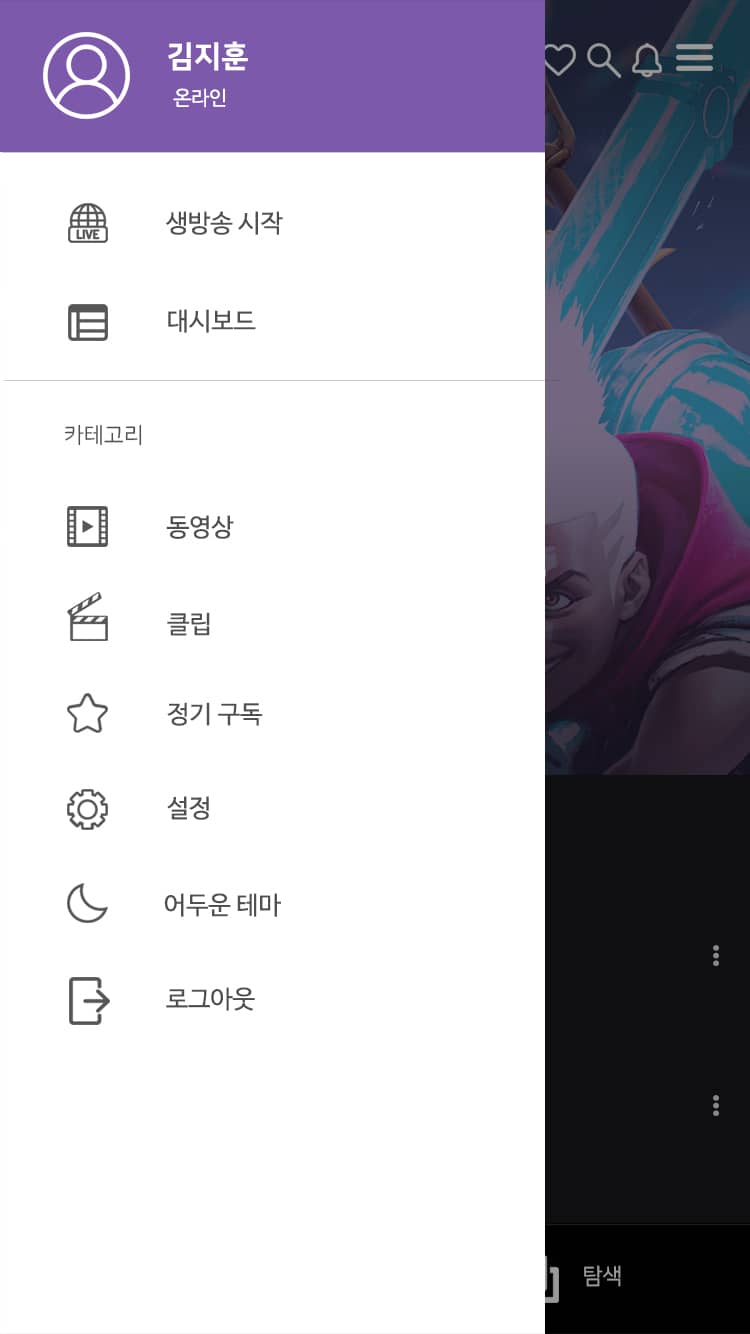 김지훈
온라인
LIVE
생방송 시작
대시보드
카테고리
동영상
클립
정기 구독
설정
어두운 테마
로그아웃
탐색